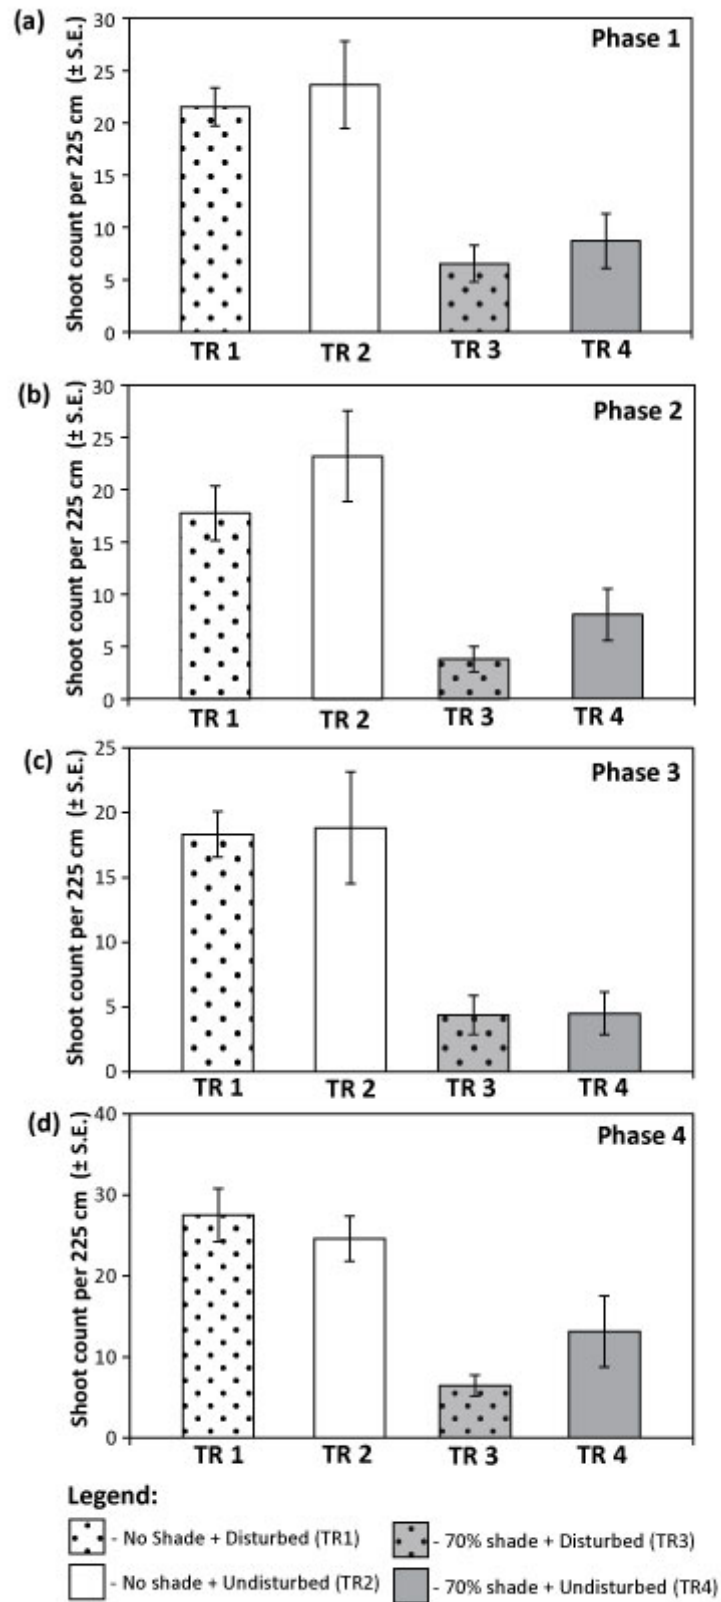 (a)
Phase 1
Shoot count per 225 cm (± S.E.)
30
25
20
15
10
5
0
TR 1 TR 2 TR 3 TR 4
(b)
Phase 2
Shoot count per 225 cm (± S.E.)
30
25
20
15
10
5
0
TR 1 TR 2 TR 3 TR 4
(c)
Phase 3
Shoot count per 225 cm (± S.E.)
25
20
15
10
5
0
TR 1 TR 2 TR 3 TR 4
(d)
Phase 4
Shoot count per 225 cm (± S.E.)
40
30
20
10
0
TR 1 TR 2 TR 3 TR 4
Legend:
- No Shade + Disturbed (TR1) - 70% shade + Disturbed (TR3)
- No shade + Undisturbed (TR2) - 70% shade + Undisturbed (TR4)